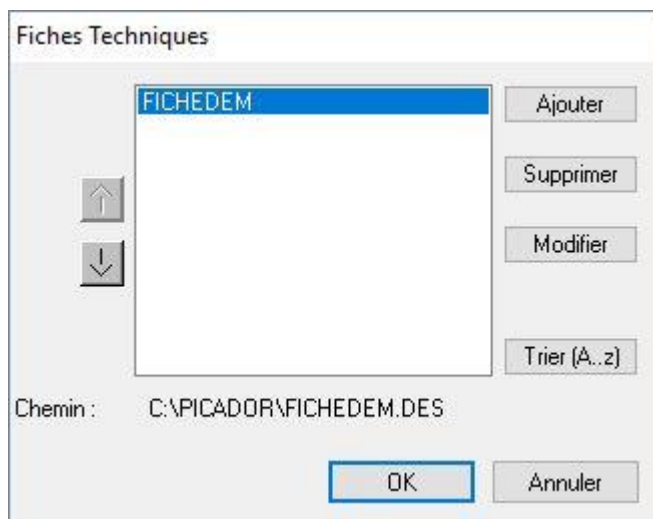 Fiches Techniques
FICHEDEM
Ajouter
Supprimer
Modifier
Trier (A..z)
Chemin : C:\PICADOR\FICHEDEM.DES
OK
Annuler